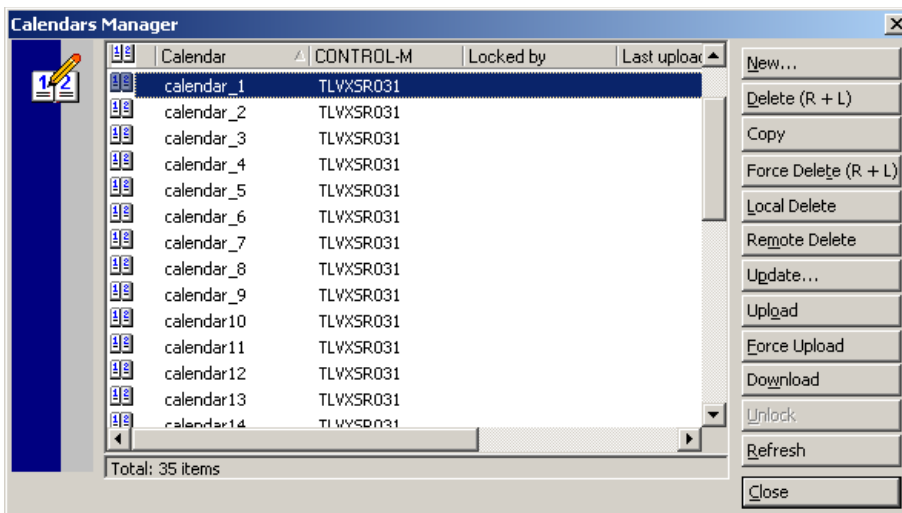 Calendars Manager
Calendar CONTROL-M Locked by Last upload
calendar_1 TLVXSR031
calendar_2 TLVXSR031
calendar_3 TLVXSR031
calendar_4 TLVXSR031
calendar_5 TLVXSR031
calendar_6 TLVXSR031
calendar_7 TLVXSR031
calendar_8 TLVXSR031
calendar_9 TLVXSR031
calendar10 TLVXSR031
calendar11 TLVXSR031
calendar12 TLVXSR031
calendar13 TLVXSR031
calendar14 TLVXSR031
Total: 35 items
New...
Delete (R + L)
Copy
Force Delete (R + L)
Local Delete
Remote Delete
Update...
Upload
Force Upload
Download
Unlock
Refresh
Close